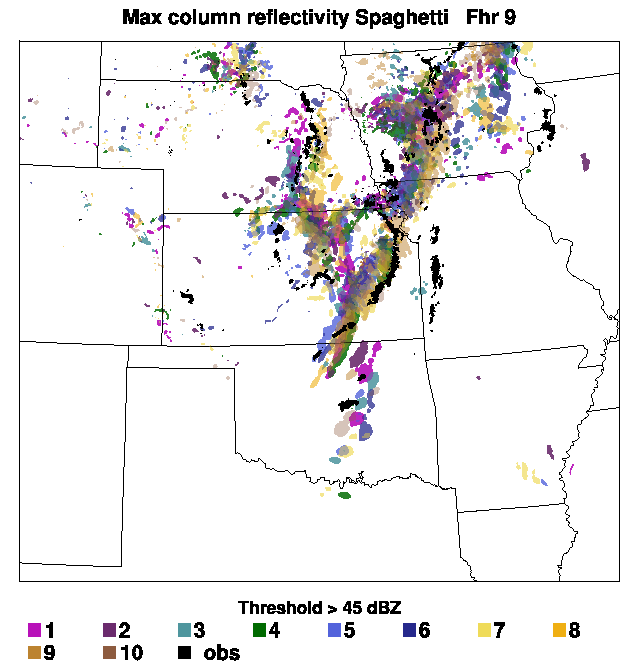 Max column reflectivity Spaghetti Fhr 9
Threshold > 45 dBZ
1 2 3 4 5 6 7 8
9 10 obs